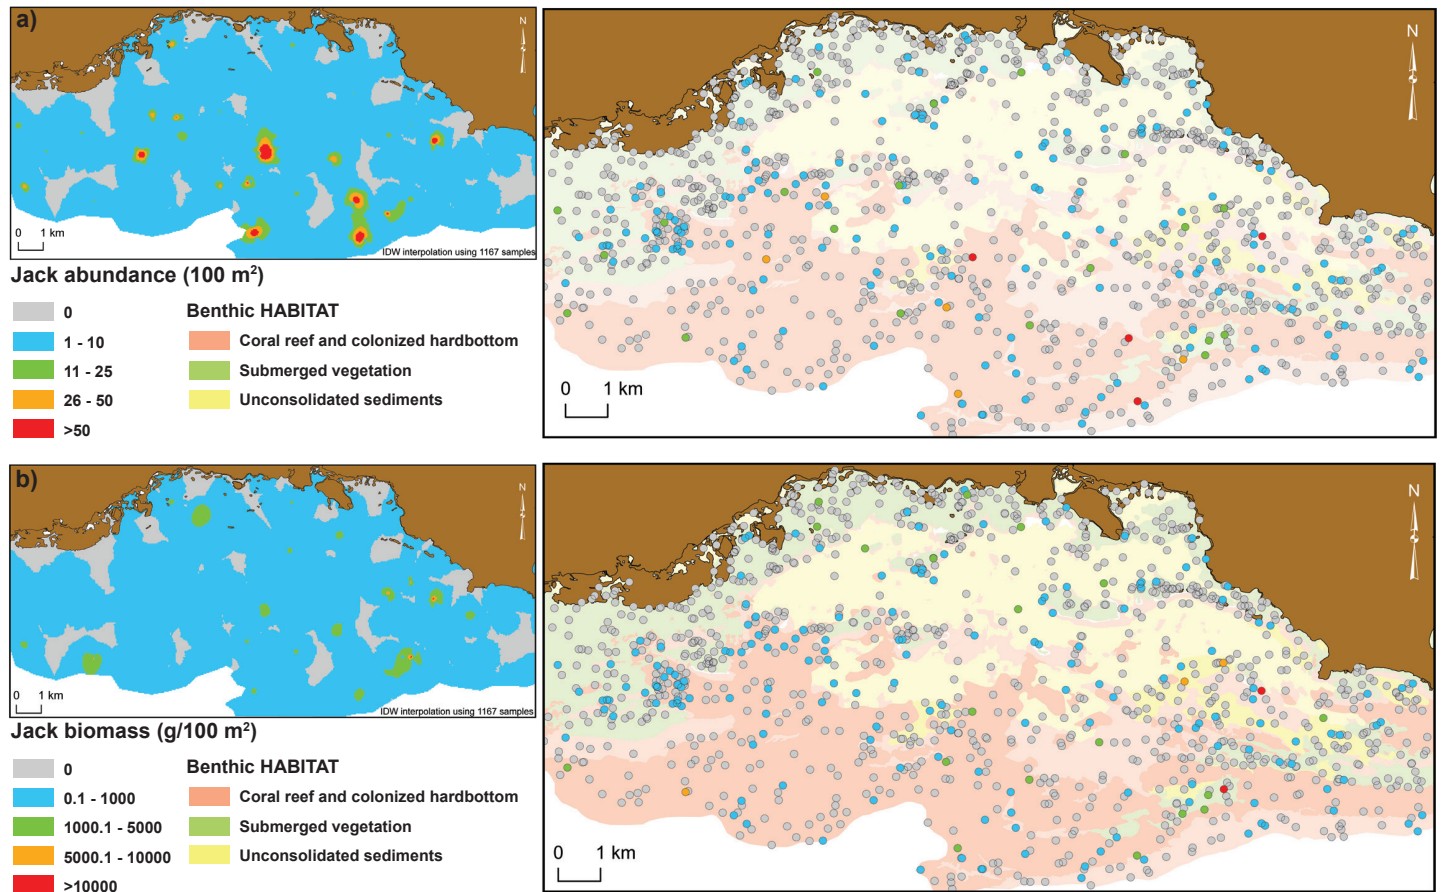 a)
N
0 1 km
IDW interpolation using 1167 samples
N
0 1 km
Jack abundance (100 m²)
0
1 - 10
11 - 25
26 - 50
>50
Benthic HABITAT
Coral reef and colonized hardbottom
Submerged vegetation
Unconsolidated sediments
b)
N
0 1 km
IDW interpolation using 1167 samples
N
0 1 km
Jack biomass (g/100 m²)
0
0.1 - 1000
1000.1 - 5000
5000.1 - 10000
>10000
Benthic HABITAT
Coral reef and colonized hardbottom
Submerged vegetation
Unconsolidated sediments